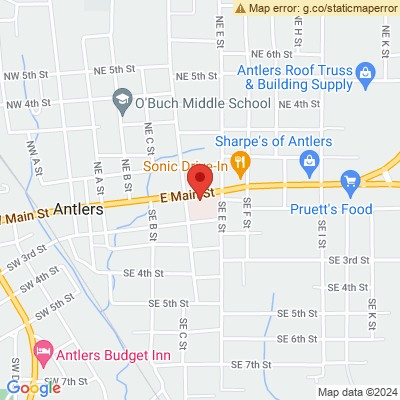 Map error: g.co/staticmaperror
NE E St
NE H St
NE K St
NE 6th St
NE 5th St
NW 5th St
Antlers Roof Truss
& Building Supply
NW 4th St
NE 4th St
O'Buch Middle School
NE C St
Sharpe's of Antlers
NW A St
NE A St
NE B St
Sonic Drive-In
E Main St
W Main St
Antlers
Pruett's Food
SE B St
SE E St
SE F St
SE I St
SW 3rd St
SE 3rd St
SE 4th St
SW 4th St
SE 4th St
SW 5th St
SE 5th St
SE C St
SE K St
SE 6th St
Antlers Budget Inn
SW D
SE 7th St
SW 7th St
Google
Map data ©2024